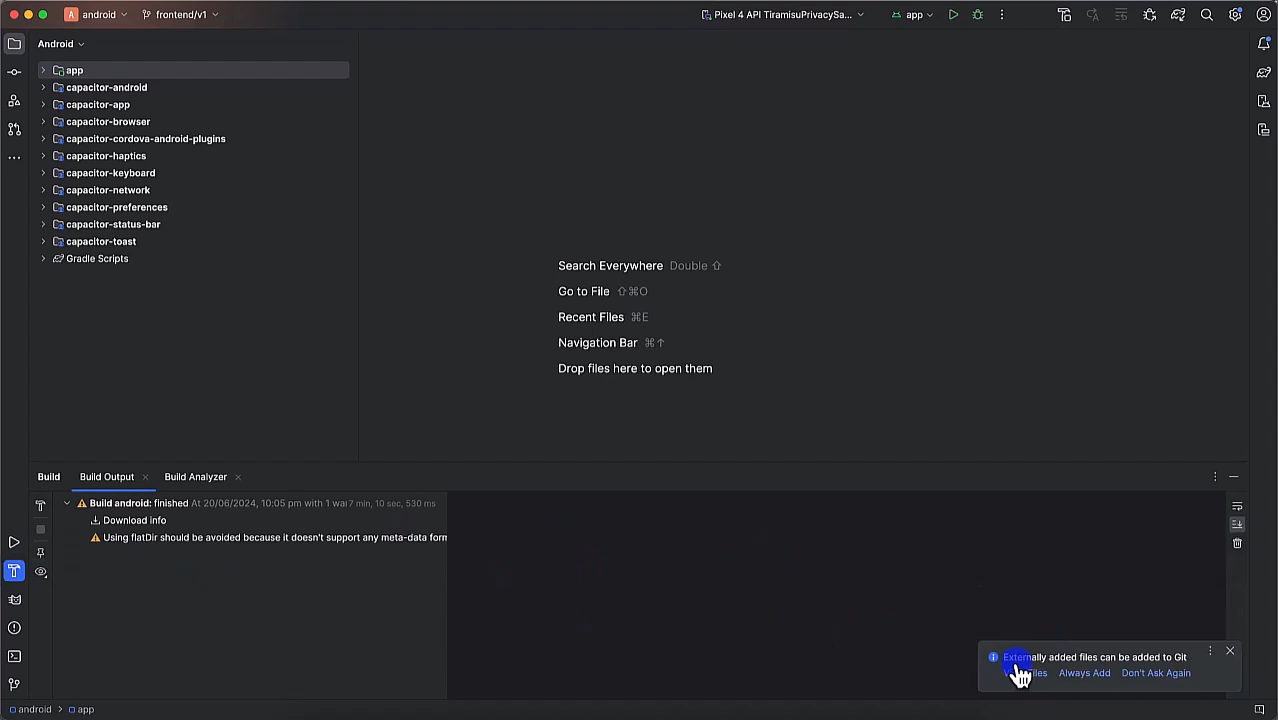 A android frontend/v1 Pixel 4 API TiramisuPrivacySa... app
Android
app
capacitor-android
capacitor-app
capacitor-browser
capacitor-cordova-android-plugins
capacitor-haptics
capacitor-keyboard
capacitor-network
capacitor-preferences
capacitor-status-bar
capacitor-toast
Gradle Scripts
Search Everywhere Double ⇧
Go to File ⇧⌘O
Recent Files ⌘E
Navigation Bar ⌘↑
Drop files here to open them
Build Build Output Build Analyzer
Build android: finished At 20/06/2024, 10:05 pm with 1 war 7 min, 10 sec, 530 ms
Download info
Using flatDir should be avoided because it doesn't support any meta-data form
Externally added files can be added to Git
Always Add Don't Ask Again
android > app